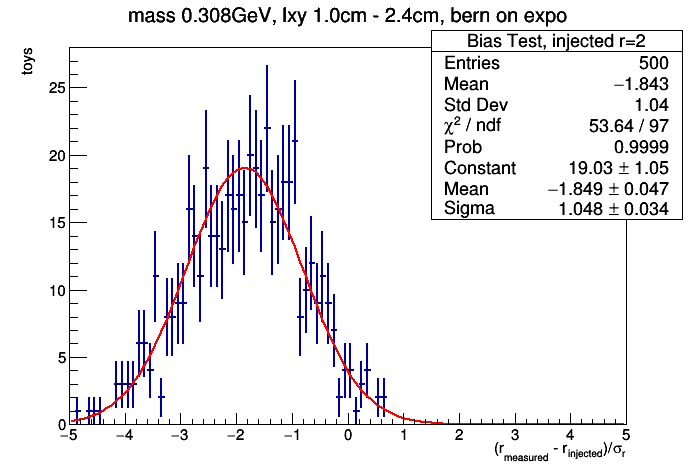 mass 0.308GeV, lxy 1.0cm - 2.4cm, bern on expo
toys
Bias Test, injected r=2
Entries 500
Mean −1.843
Std Dev 1.04
χ² / ndf 53.64 / 97
Prob 0.9999
Constant 19.03 ± 1.05
Mean −1.849 ± 0.047
Sigma 1.048 ± 0.034
25
20
15
10
5
0
−5 −4 −3 −2 −1 0 1 2 3 4 5
(r_measured - r_injected)/σ_r